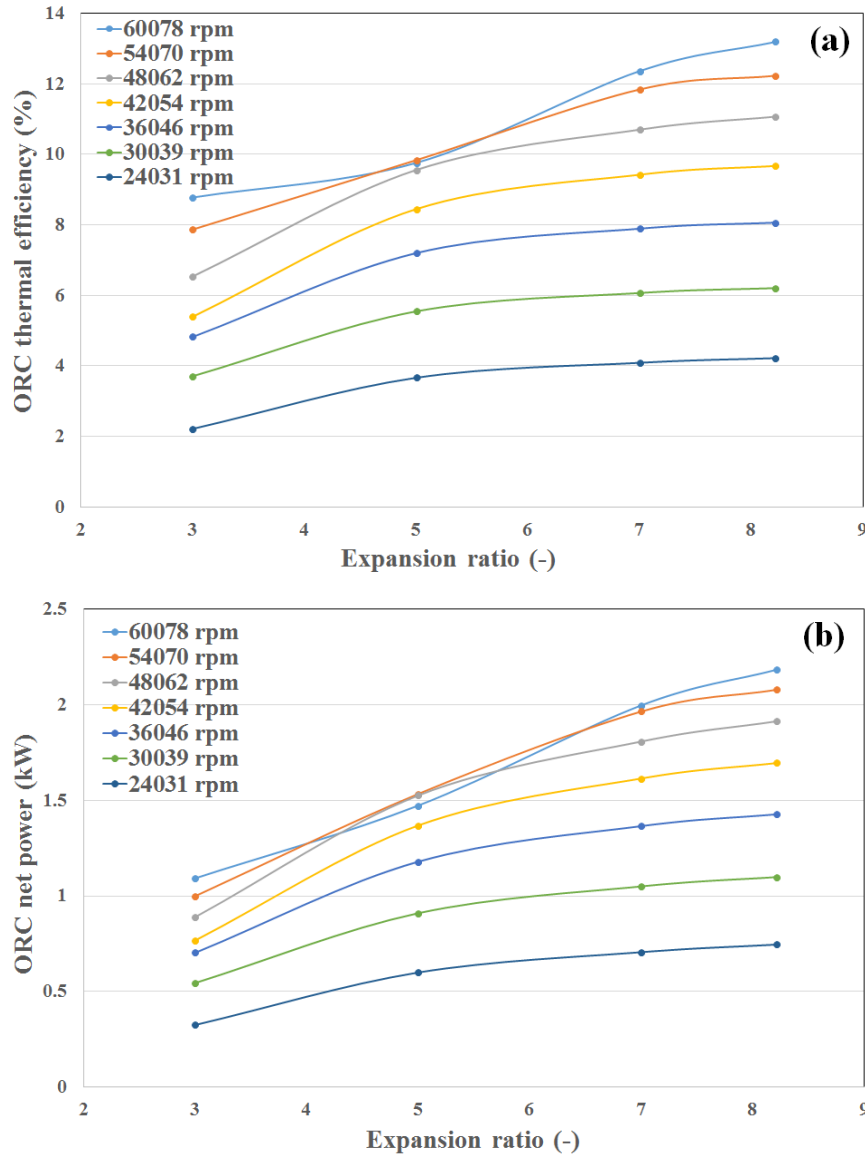 14
12
10
8
6
4
2
0
ORC thermal efficiency (%)
60078 rpm
54070 rpm
48062 rpm
42054 rpm
36046 rpm
30039 rpm
24031 rpm
(a)
2 3 4 5 6 7 8 9
Expansion ratio (-)
2.5
2
1.5
1
0.5
0
ORC net power (kW)
60078 rpm
54070 rpm
48062 rpm
42054 rpm
36046 rpm
30039 rpm
24031 rpm
(b)
2 3 4 5 6 7 8 9
Expansion ratio (-)